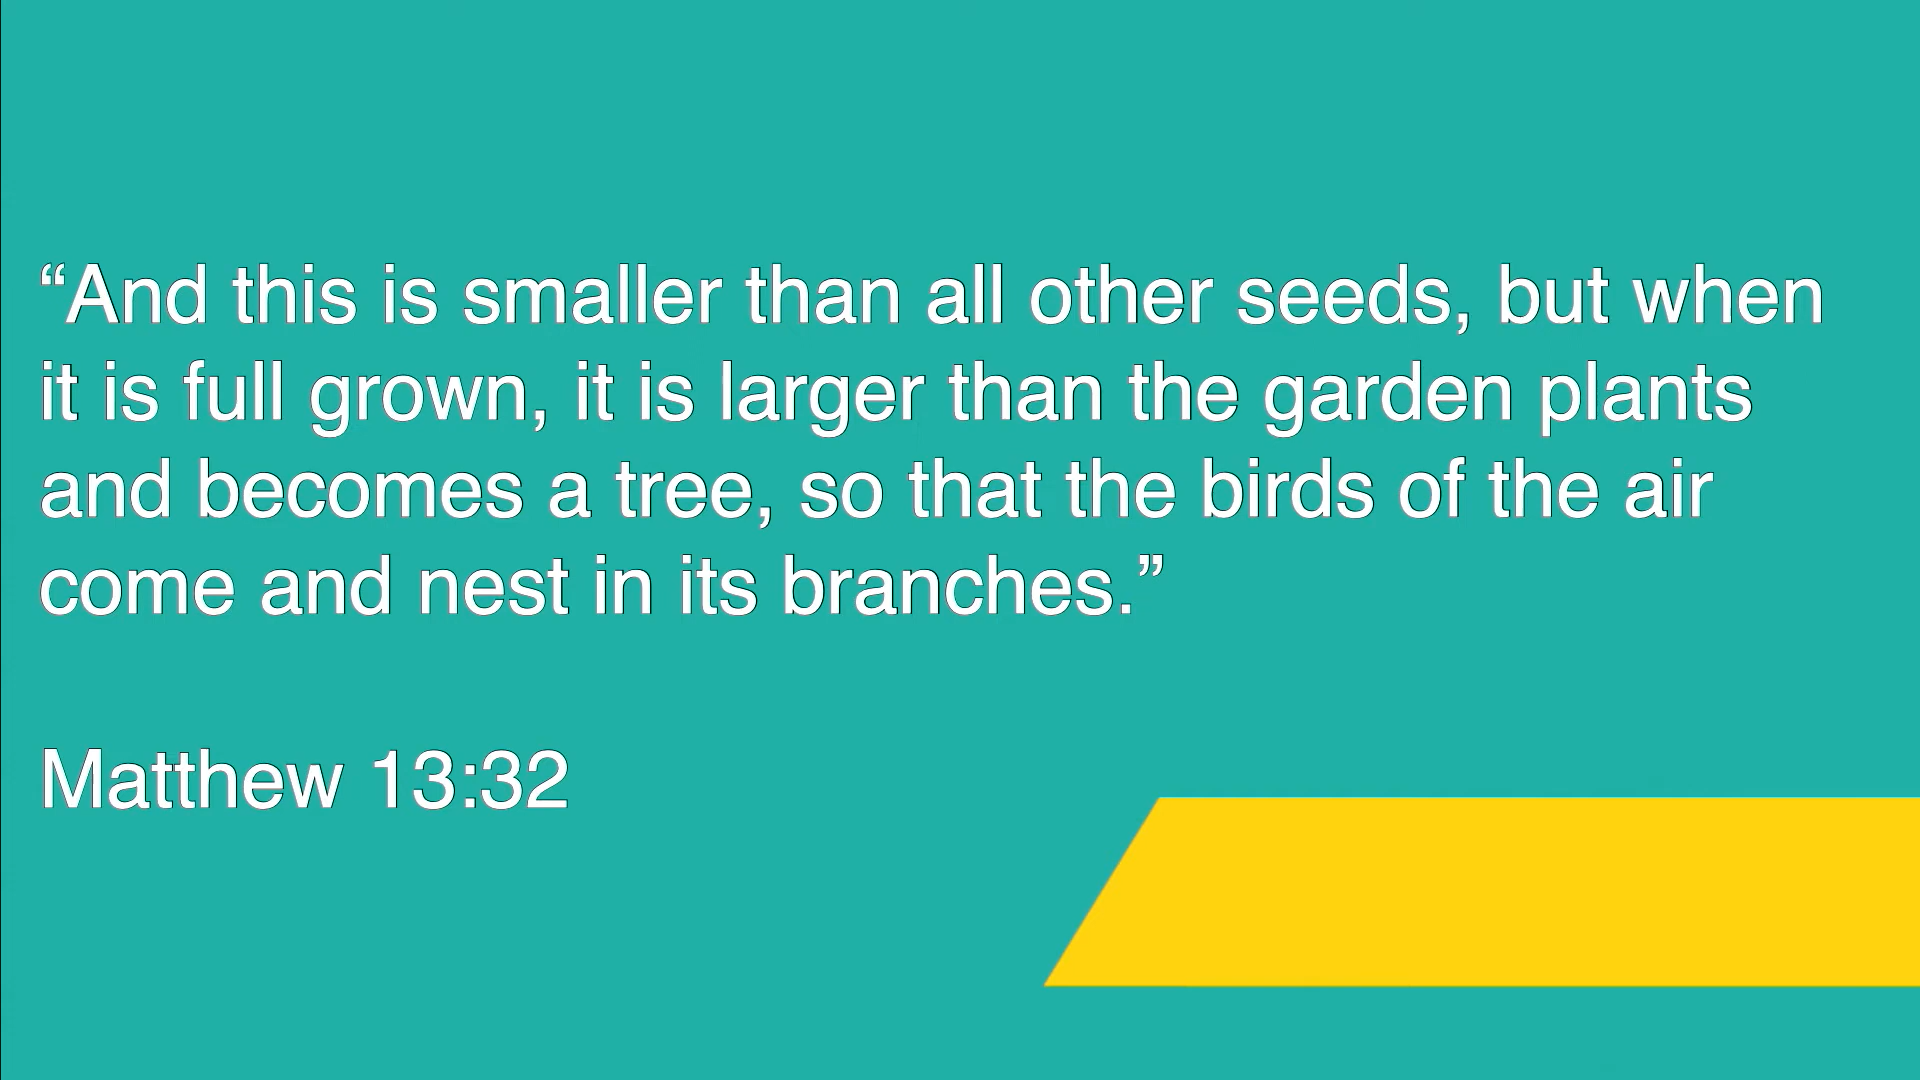 “And this is smaller than all other seeds, but when
it is full grown, it is larger than the garden plants
and becomes a tree, so that the birds of the air
come and nest in its branches.”
Matthew 13:32